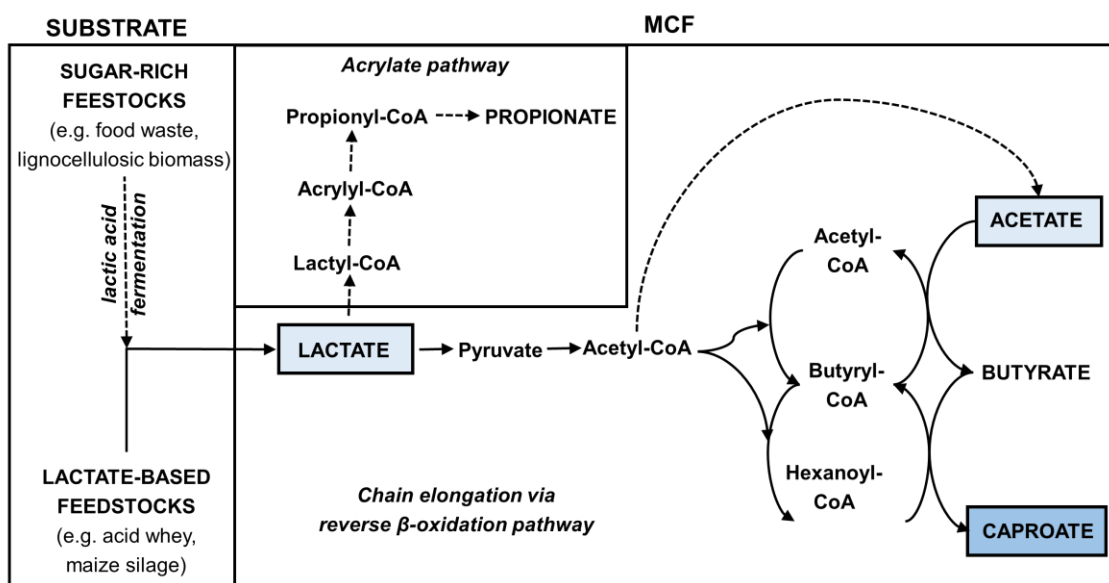 SUBSTRATE
MCF
SUGAR-RICH
FEESTOCKS
(e.g. food waste,
lignocellulosic biomass)
lactic acid
fermentation
LACTATE-BASED
FEEDSTOCKS
(e.g. acid whey,
maize silage)
Acrylate pathway
Propionyl-CoA
PROPIONATE
Acrylyl-CoA
Lactyl-CoA
LACTATE
Pyruvate
Acetyl-CoA
Acetyl-
CoA
ACETATE
Butyryl-
CoA
BUTYRATE
Hexanoyl-
CoA
CAPROATE
Chain elongation via
reverse β-oxidation pathway